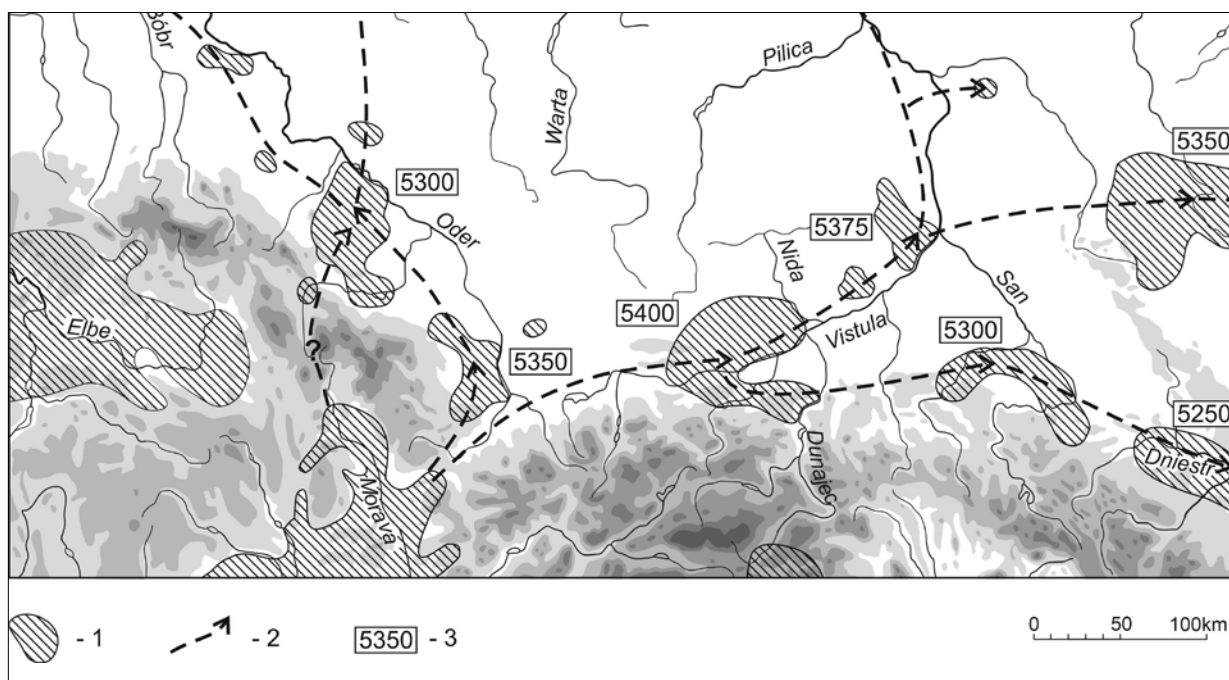 Bóbr
Pilica
Warta
5350
5300
Oder
5375
Nida
San
5400
Elbe
Vistula
5300
?
5350
5250
Dniestr
Morava
Dunajec
- 1
- 2
5350 - 3
0 50 100km